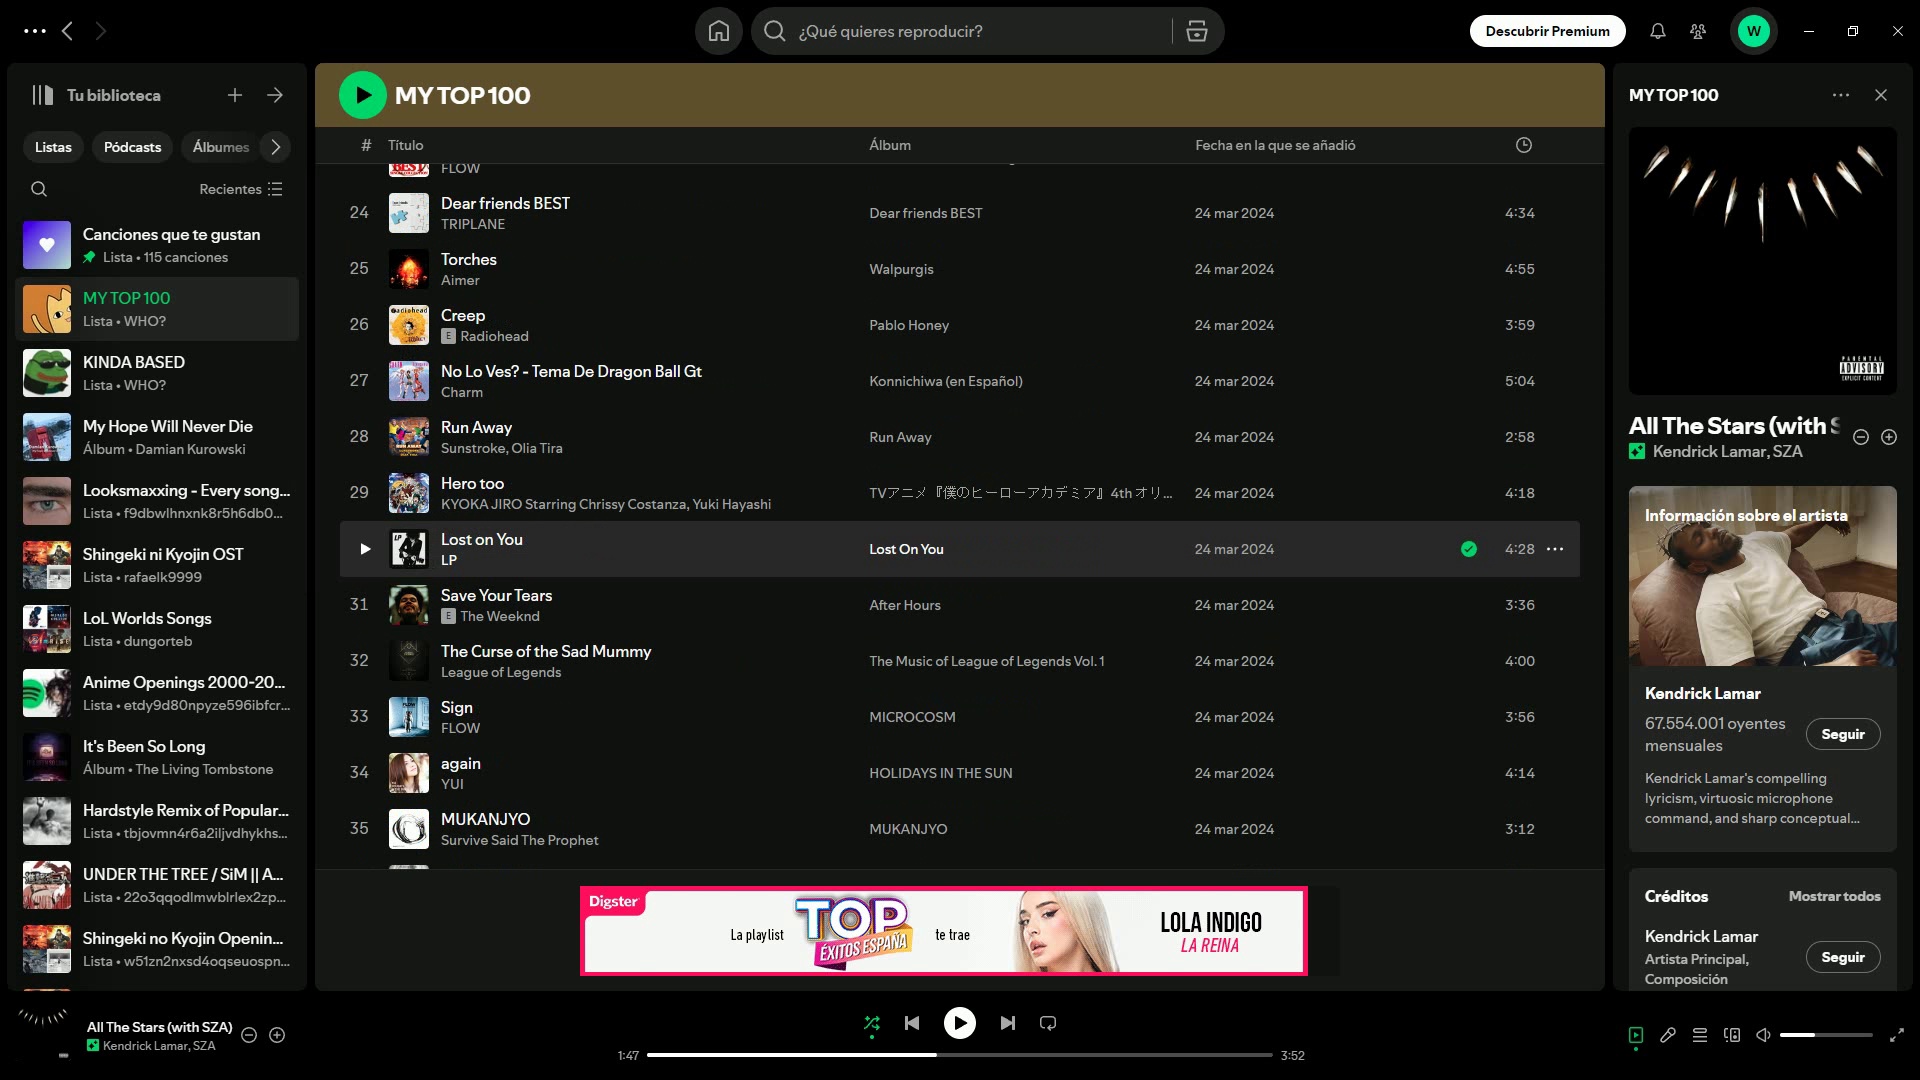 ¿Qué quieres reproducir?
Descubrir Premium
W
Tu biblioteca
Listas
Pódcasts
Álbumes
Recientes
Canciones que te gustan
Lista • 115 canciones
MY TOP 100
Lista • WHO?
KINDA BASED
Lista • WHO?
My Hope Will Never Die
Álbum • Damian Kurowski
Looksmaxxing - Every song...
Lista • f9dbwlhnxnk8r5h6db0...
Shingeki ni Kyojin OST
Lista • rafaelk9999
LoL Worlds Songs
Lista • dungorteb
Anime Openings 2000-20...
Lista • etdy9d80npyze596ibfcr...
It's Been So Long
Álbum • The Living Tombstone
Hardstyle Remix of Popular...
Lista • tbjovmn4r6a2iljvdhykhs...
UNDER THE TREE / SiM || A...
Lista • 22o3qqodlmwblrlex2zp...
Shingeki no Kyojin Openin...
Lista • w51zn2nxsd4oqseuospn...
MY TOP 100
# Título Álbum Fecha en la que se añadió
FLOW
24 Dear friends BEST Dear friends BEST 24 mar 2024 4:34
TRIPLANE
25 Torches Walpurgis 24 mar 2024 4:55
Aimer
26 Creep Pablo Honey 24 mar 2024 3:59
E Radiohead
27 No Lo Ves? - Tema De Dragon Ball Gt Konnichiwa (en Español) 24 mar 2024 5:04
Charm
28 Run Away Run Away 24 mar 2024 2:58
Sunstroke, Olia Tira
29 Hero too TVアニメ『僕のヒーローアカデミア』4th オリ... 24 mar 2024 4:18
KYOKA JIRO Starring Chrissy Costanza, Yuki Hayashi
Lost on You Lost On You 24 mar 2024 4:28
LP
31 Save Your Tears After Hours 24 mar 2024 3:36
E The Weeknd
32 The Curse of the Sad Mummy The Music of League of Legends Vol. 1 24 mar 2024 4:00
League of Legends
33 Sign MICROCOSM 24 mar 2024 3:56
FLOW
34 again HOLIDAYS IN THE SUN 24 mar 2024 4:14
YUI
35 MUKANJYO MUKANJYO 24 mar 2024 3:12
Survive Said The Prophet
Digster
La playlist TOP ÉXITOS ESPAÑA te trae
LOLA INDIGO
LA REINA
MY TOP 100
PARENTAL
ADVISORY
EXPLICIT CONTENT
All The Stars (with S
Kendrick Lamar, SZA
Información sobre el artista
Kendrick Lamar
67.554.001 oyentes
mensuales
Seguir
Kendrick Lamar's compelling
lyricism, virtuosic microphone
command, and sharp conceptual...
Créditos
Mostrar todos
Kendrick Lamar
Artista Principal,
Composición
Seguir
All The Stars (with SZA)
Kendrick Lamar, SZA
1:47
3:52